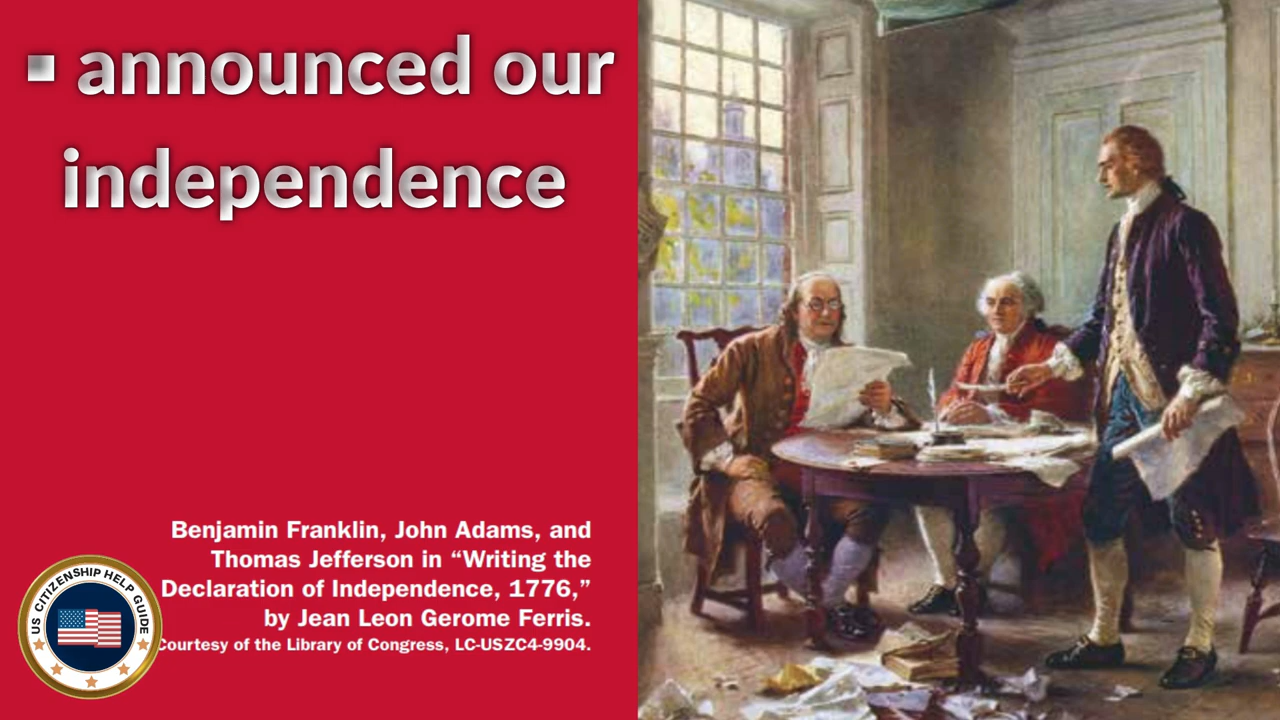 ▪ announced our
independence
Benjamin Franklin, John Adams, and
Thomas Jefferson in “Writing the
Declaration of Independence, 1776,”
by Jean Leon Gerome Ferris.
Courtesy of the Library of Congress, LC-USZC4-9904.
US CITIZENSHIP HELP GUIDE